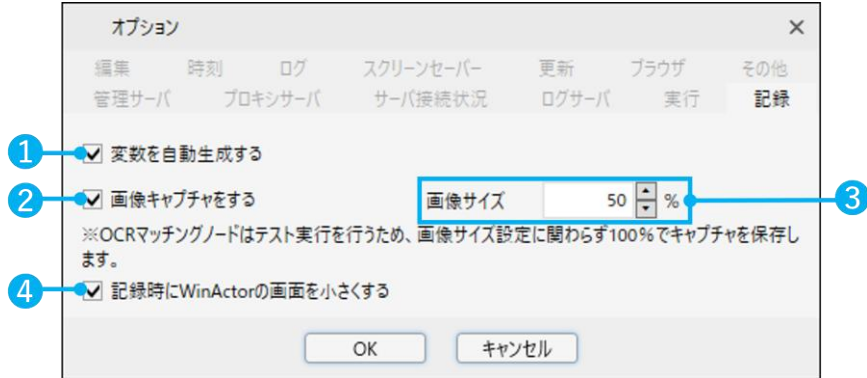 オプション
編集 時刻 ログ スクリーンセーバー 更新 ブラウザ その他
管理サーバ プロキシサーバ サーバ接続状況 ログサーバ 実行 記録
1 変数を自動生成する
2 画像キャプチャをする 画像サイズ 50 % 3
※OCRマッチングノードはテスト実行を行うため、画像サイズ設定に関わらず100%でキャプチャを保存し
ます。
4 記録時にWinActorの画面を小さくする
OK キャンセル